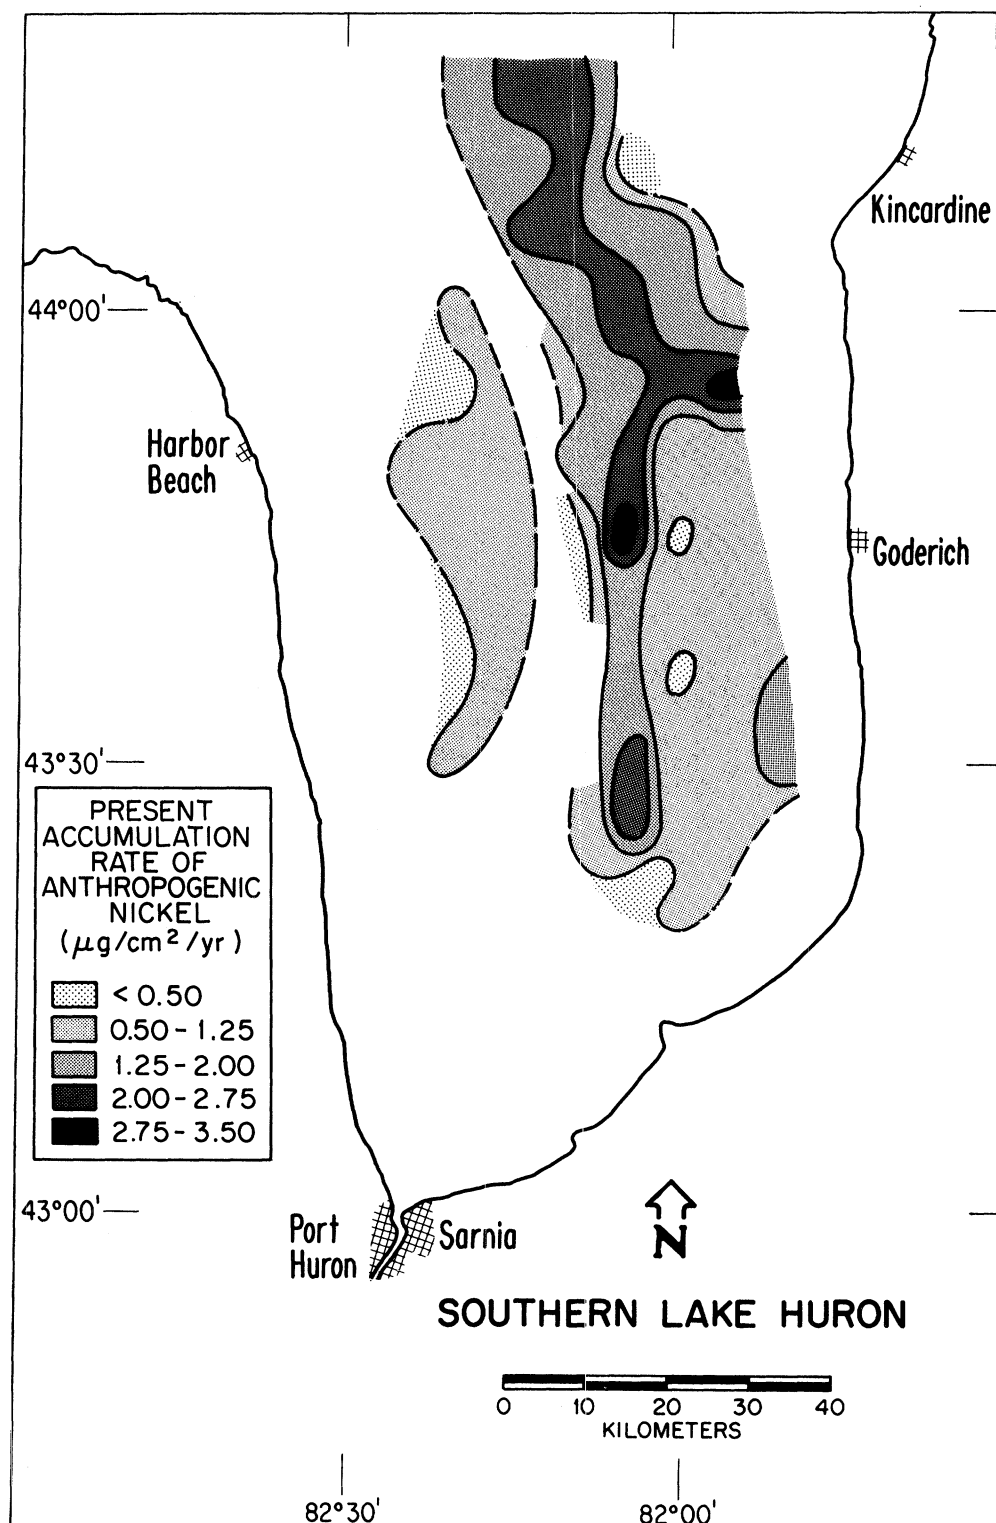 Kincardine
44°00'
Harbor
Beach
Goderich
43°30'
PRESENT
ACCUMULATION
RATE OF
ANTHROPOGENIC
NICKEL
(μg/cm²/yr)
< 0.50
0.50 - 1.25
1.25 - 2.00
2.00 - 2.75
2.75 - 3.50
43°00'
Port
Huron
Sarnia
N
SOUTHERN LAKE HURON
0 10 20 30 40
KILOMETERS
82°30' 82°00'